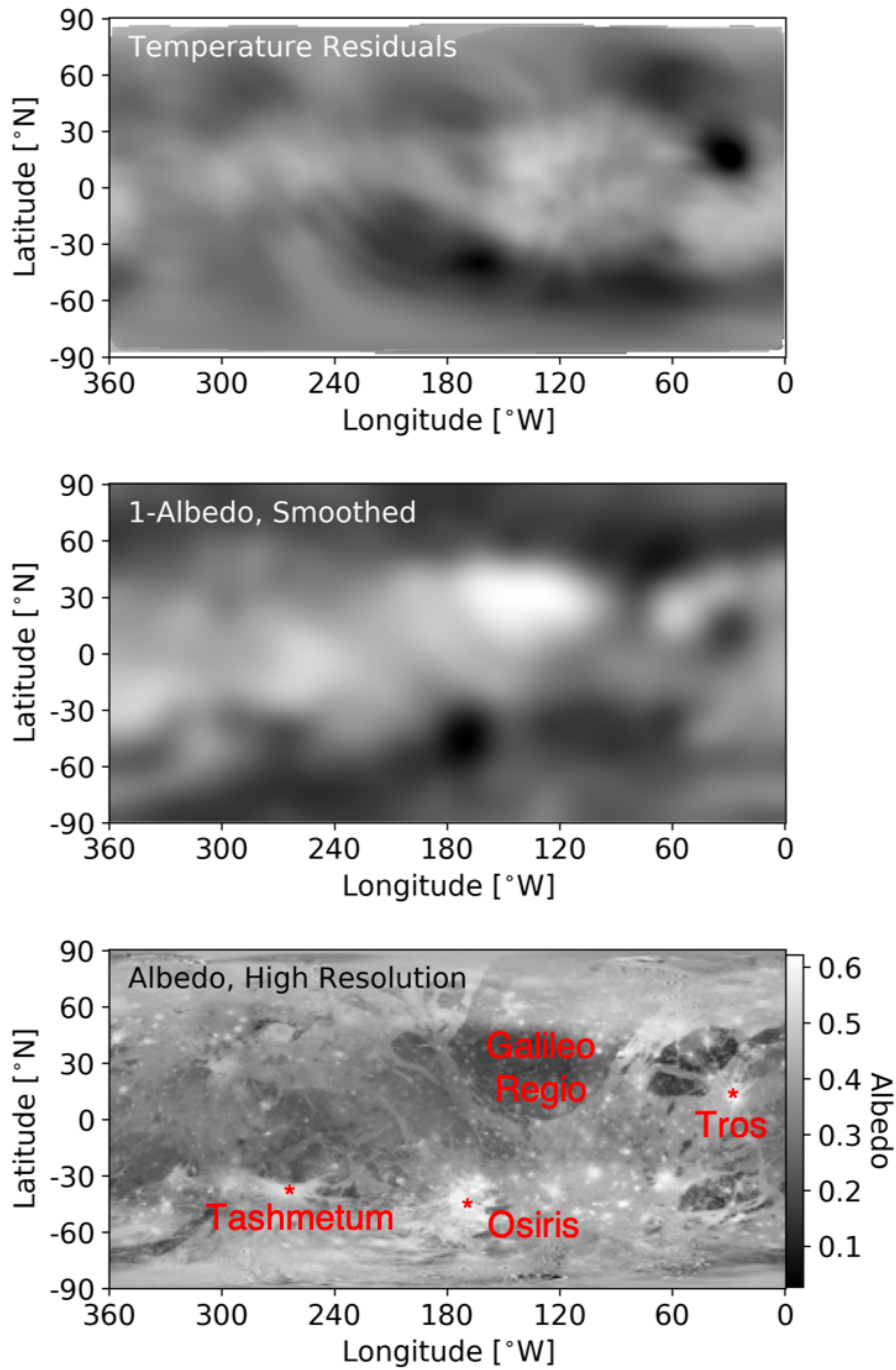 90
60
30
0
-30
-60
-90
Latitude [°N]
Temperature Residuals
360 300 240 180 120 60 0
Longitude [°W]
90
60
30
0
-30
-60
-90
Latitude [°N]
1-Albedo, Smoothed
360 300 240 180 120 60 0
Longitude [°W]
90
60
30
0
-30
-60
-90
Latitude [°N]
Albedo, High Resolution
Galileo
Regio
Tros
Tashmetum
Osiris
360 300 240 180 120 60 0
Longitude [°W]
0.6
0.5
0.4
0.3
0.2
0.1
Albedo